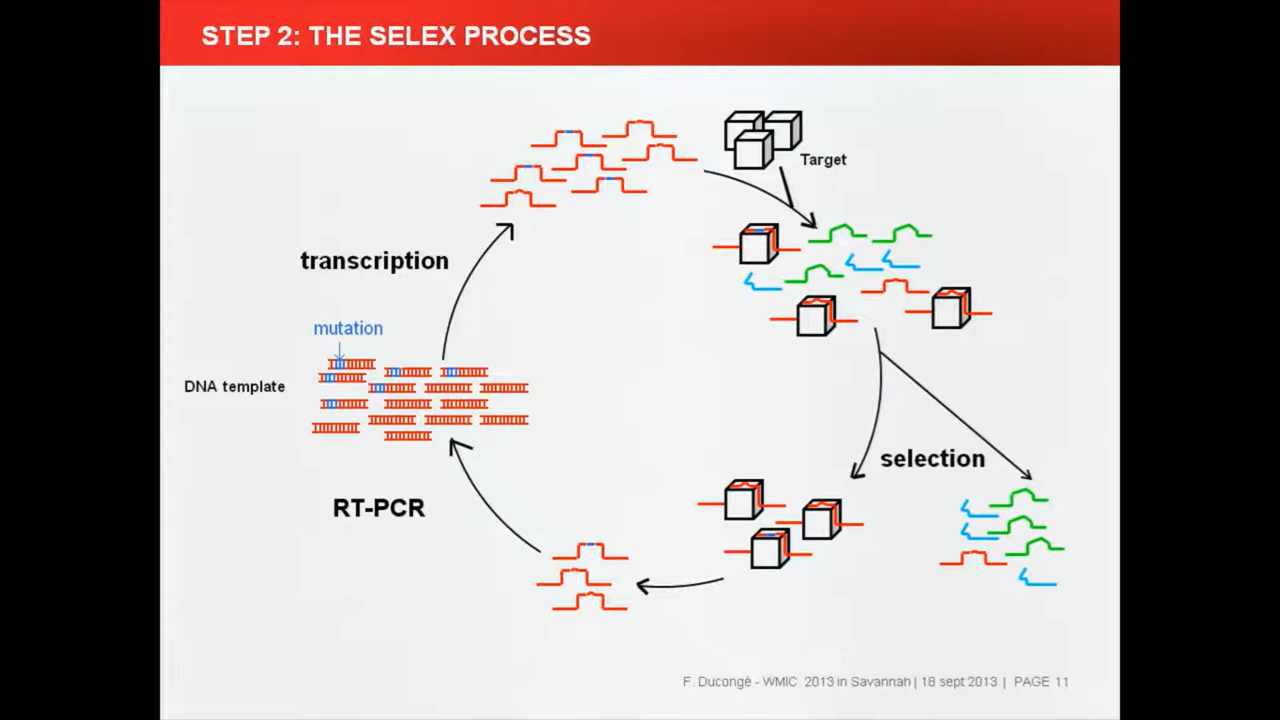 STEP 2: THE SELEX PROCESS
Target
transcription
mutation
DNA template
selection
RT-PCR
F. Ducongé - WMIC 2013 in Savannah | 18 sept 2013 | PAGE 11